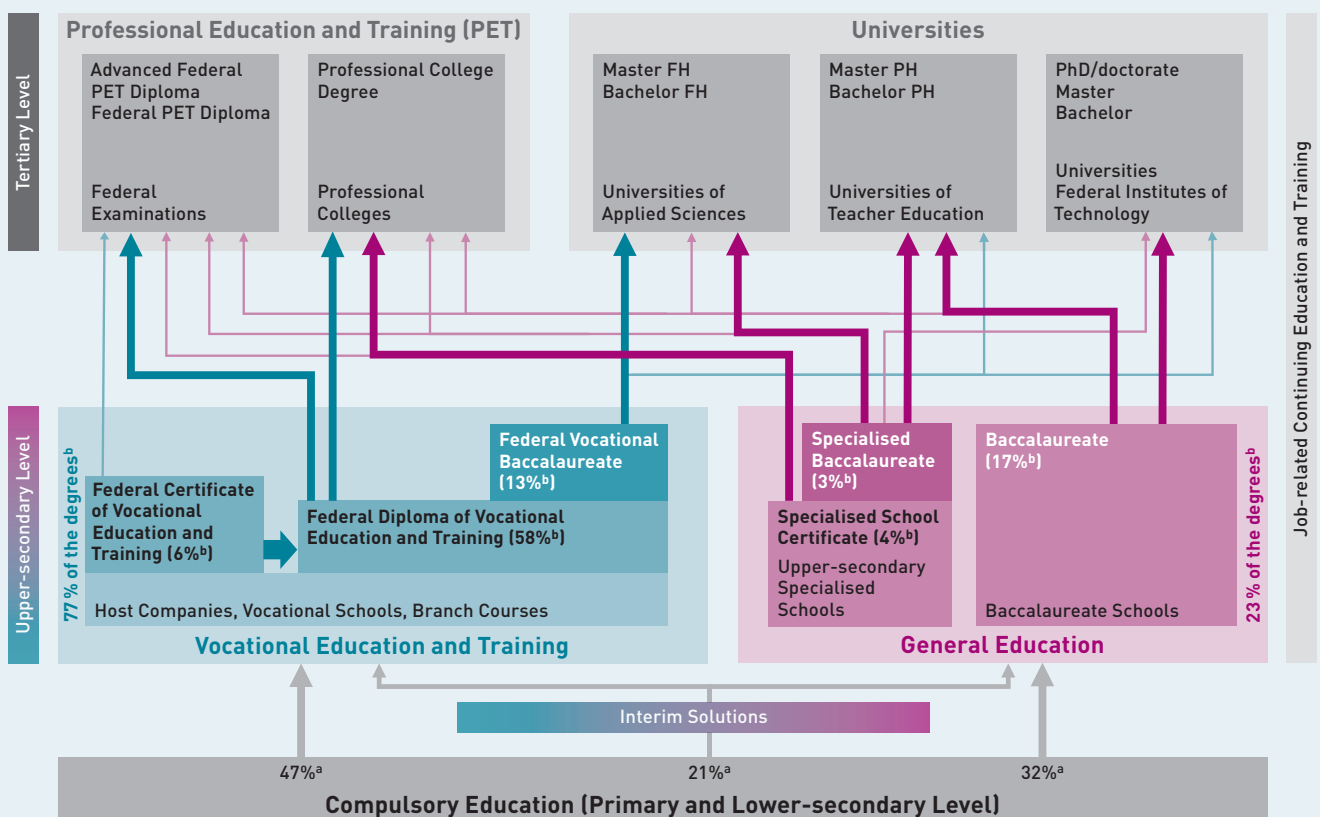 Professional Education and Training (PET)
Universities
Tertiary Level
Advanced Federal
PET Diploma
Federal PET Diploma
Federal
Examinations
Professional College
Degree
Professional
Colleges
Master FH
Bachelor FH
Universities of
Applied Sciences
Master PH
Bachelor PH
Universities of
Teacher Education
PhD/doctorate
Master
Bachelor
Universities
Federal Institutes of
Technology
Job-related Continuing Education and Training
Upper-secondary Level
77 % of the degreesᵇ
Federal Certificate
of Vocational
Education and
Training (6%ᵇ)
Federal Vocational
Baccalaureate
(13%ᵇ)
Federal Diploma of Vocational
Education and Training (58%ᵇ)
Host Companies, Vocational Schools, Branch Courses
Vocational Education and Training
Specialised
Baccalaureate
(3%ᵇ)
Specialised School
Certificate (4%ᵇ)
Upper-secondary
Specialised
Schools
Baccalaureate
(17%ᵇ)
Baccalaureate Schools
23 % of the degreesᵇ
General Education
Interim Solutions
47%ᵃ
21%ᵃ
32%ᵃ
Compulsory Education (Primary and Lower-secondary Level)